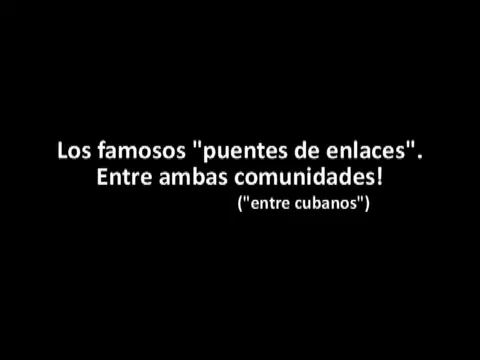 Los famosos "puentes de enlaces".
Entre ambas comunidades!
("entre cubanos")